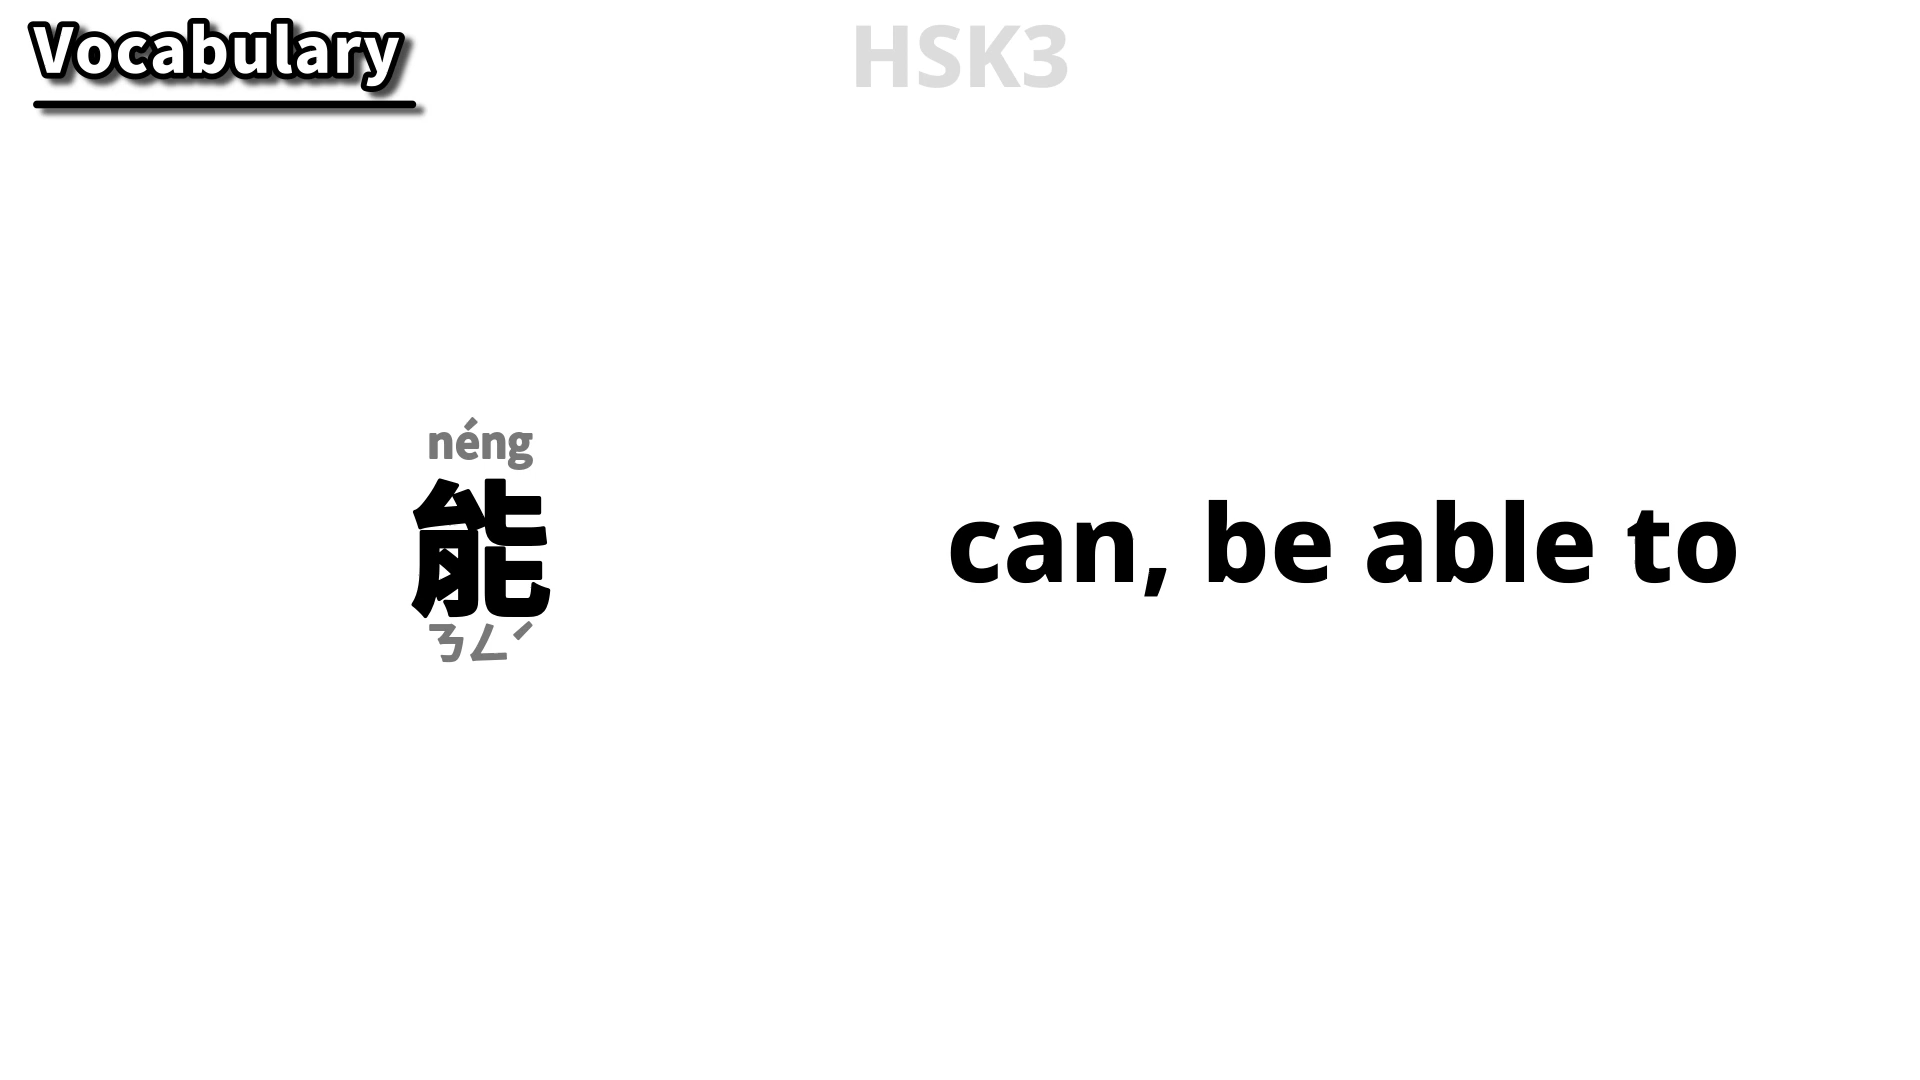 Vocabulary
HSK3
néng
能
ㄋㄥˊ
can, be able to